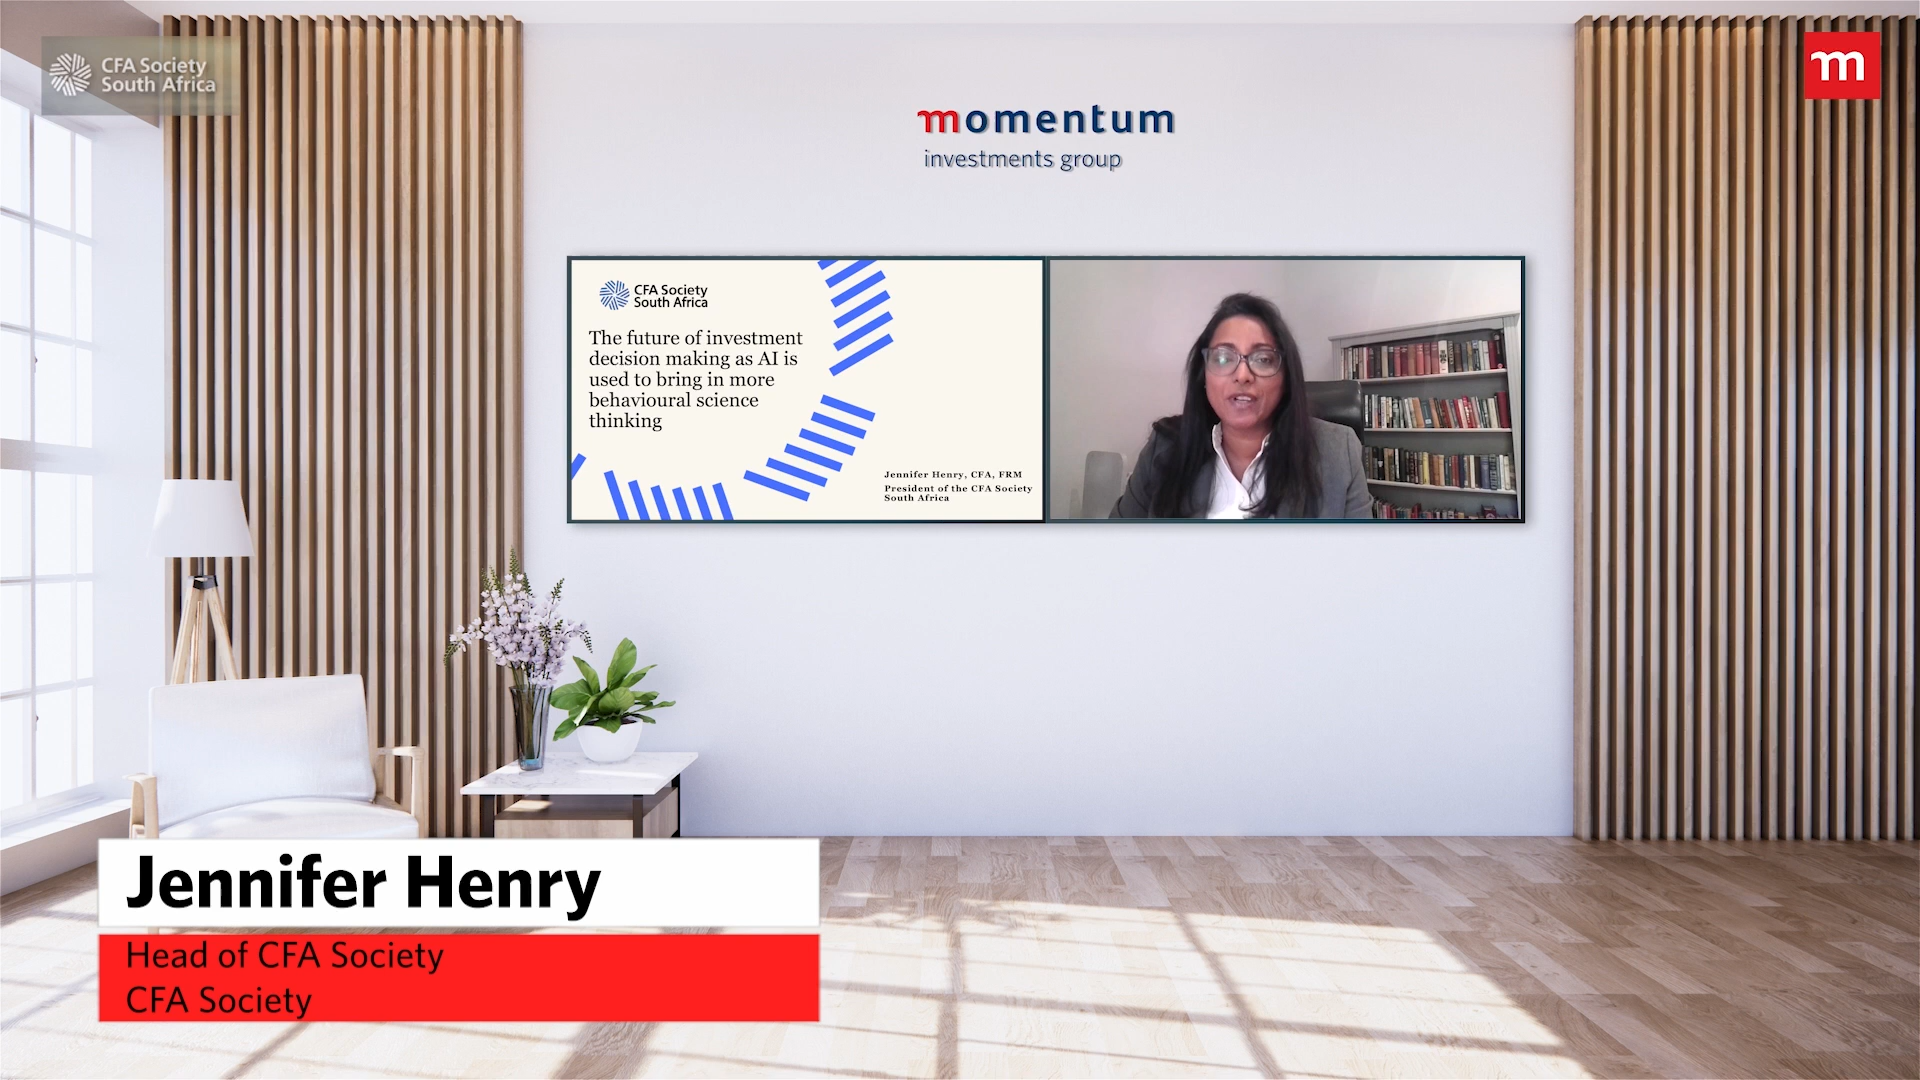 CFA Society
South Africa
m
momentum
investments group
CFA Society
South Africa
The future of investment
decision making as AI is
used to bring in more
behavioural science
thinking
Jennifer Henry, CFA, FRM
President of the CFA Society
South Africa
Jennifer Henry
Head of CFA Society
CFA Society